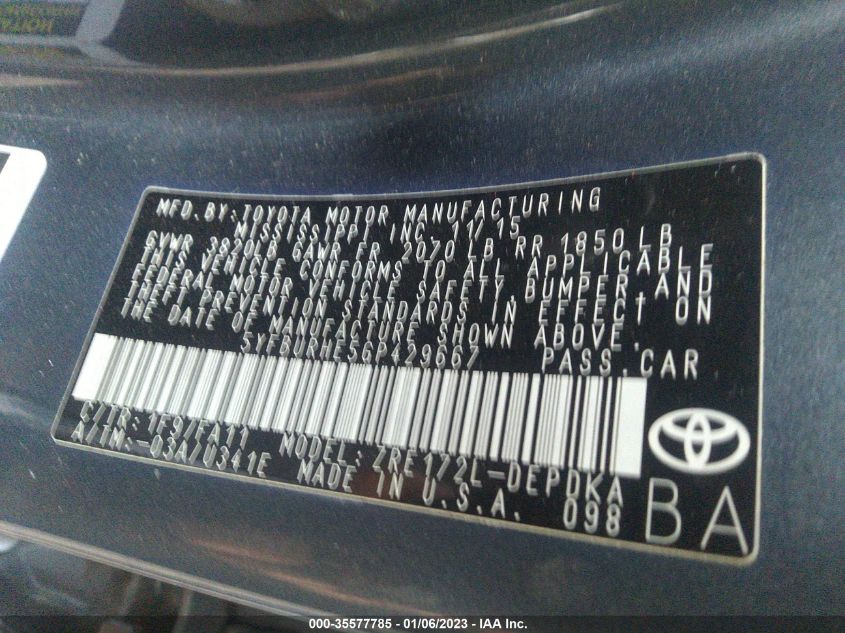 MFD.BY:TOYOTA MOTOR MANUFACTURING
MISSISSIPPI INC 11/15
GVWR 3920LB GAWR FR 2070 LB RR 1850 LB
THIS VEHICLE CONFORMS TO ALL APPLICABLE
FEDERAL MOTOR VEHICLE SAFETY, BUMPER, AND
THEFT PREVENTION STANDARDS IN EFFECT ON
THE DATE OF MANUFACTURE SHOWN ABOVE.
5YFBURHE5GP429667 PASS.CAR
C/TR: 1F97FA11 MODEL: ZRE172L-DEPDKA
A/TM:-03A/U341E MADE IN U.S.A. 098
BA
000-35577785 - 01/06/2023 - IAA Inc.